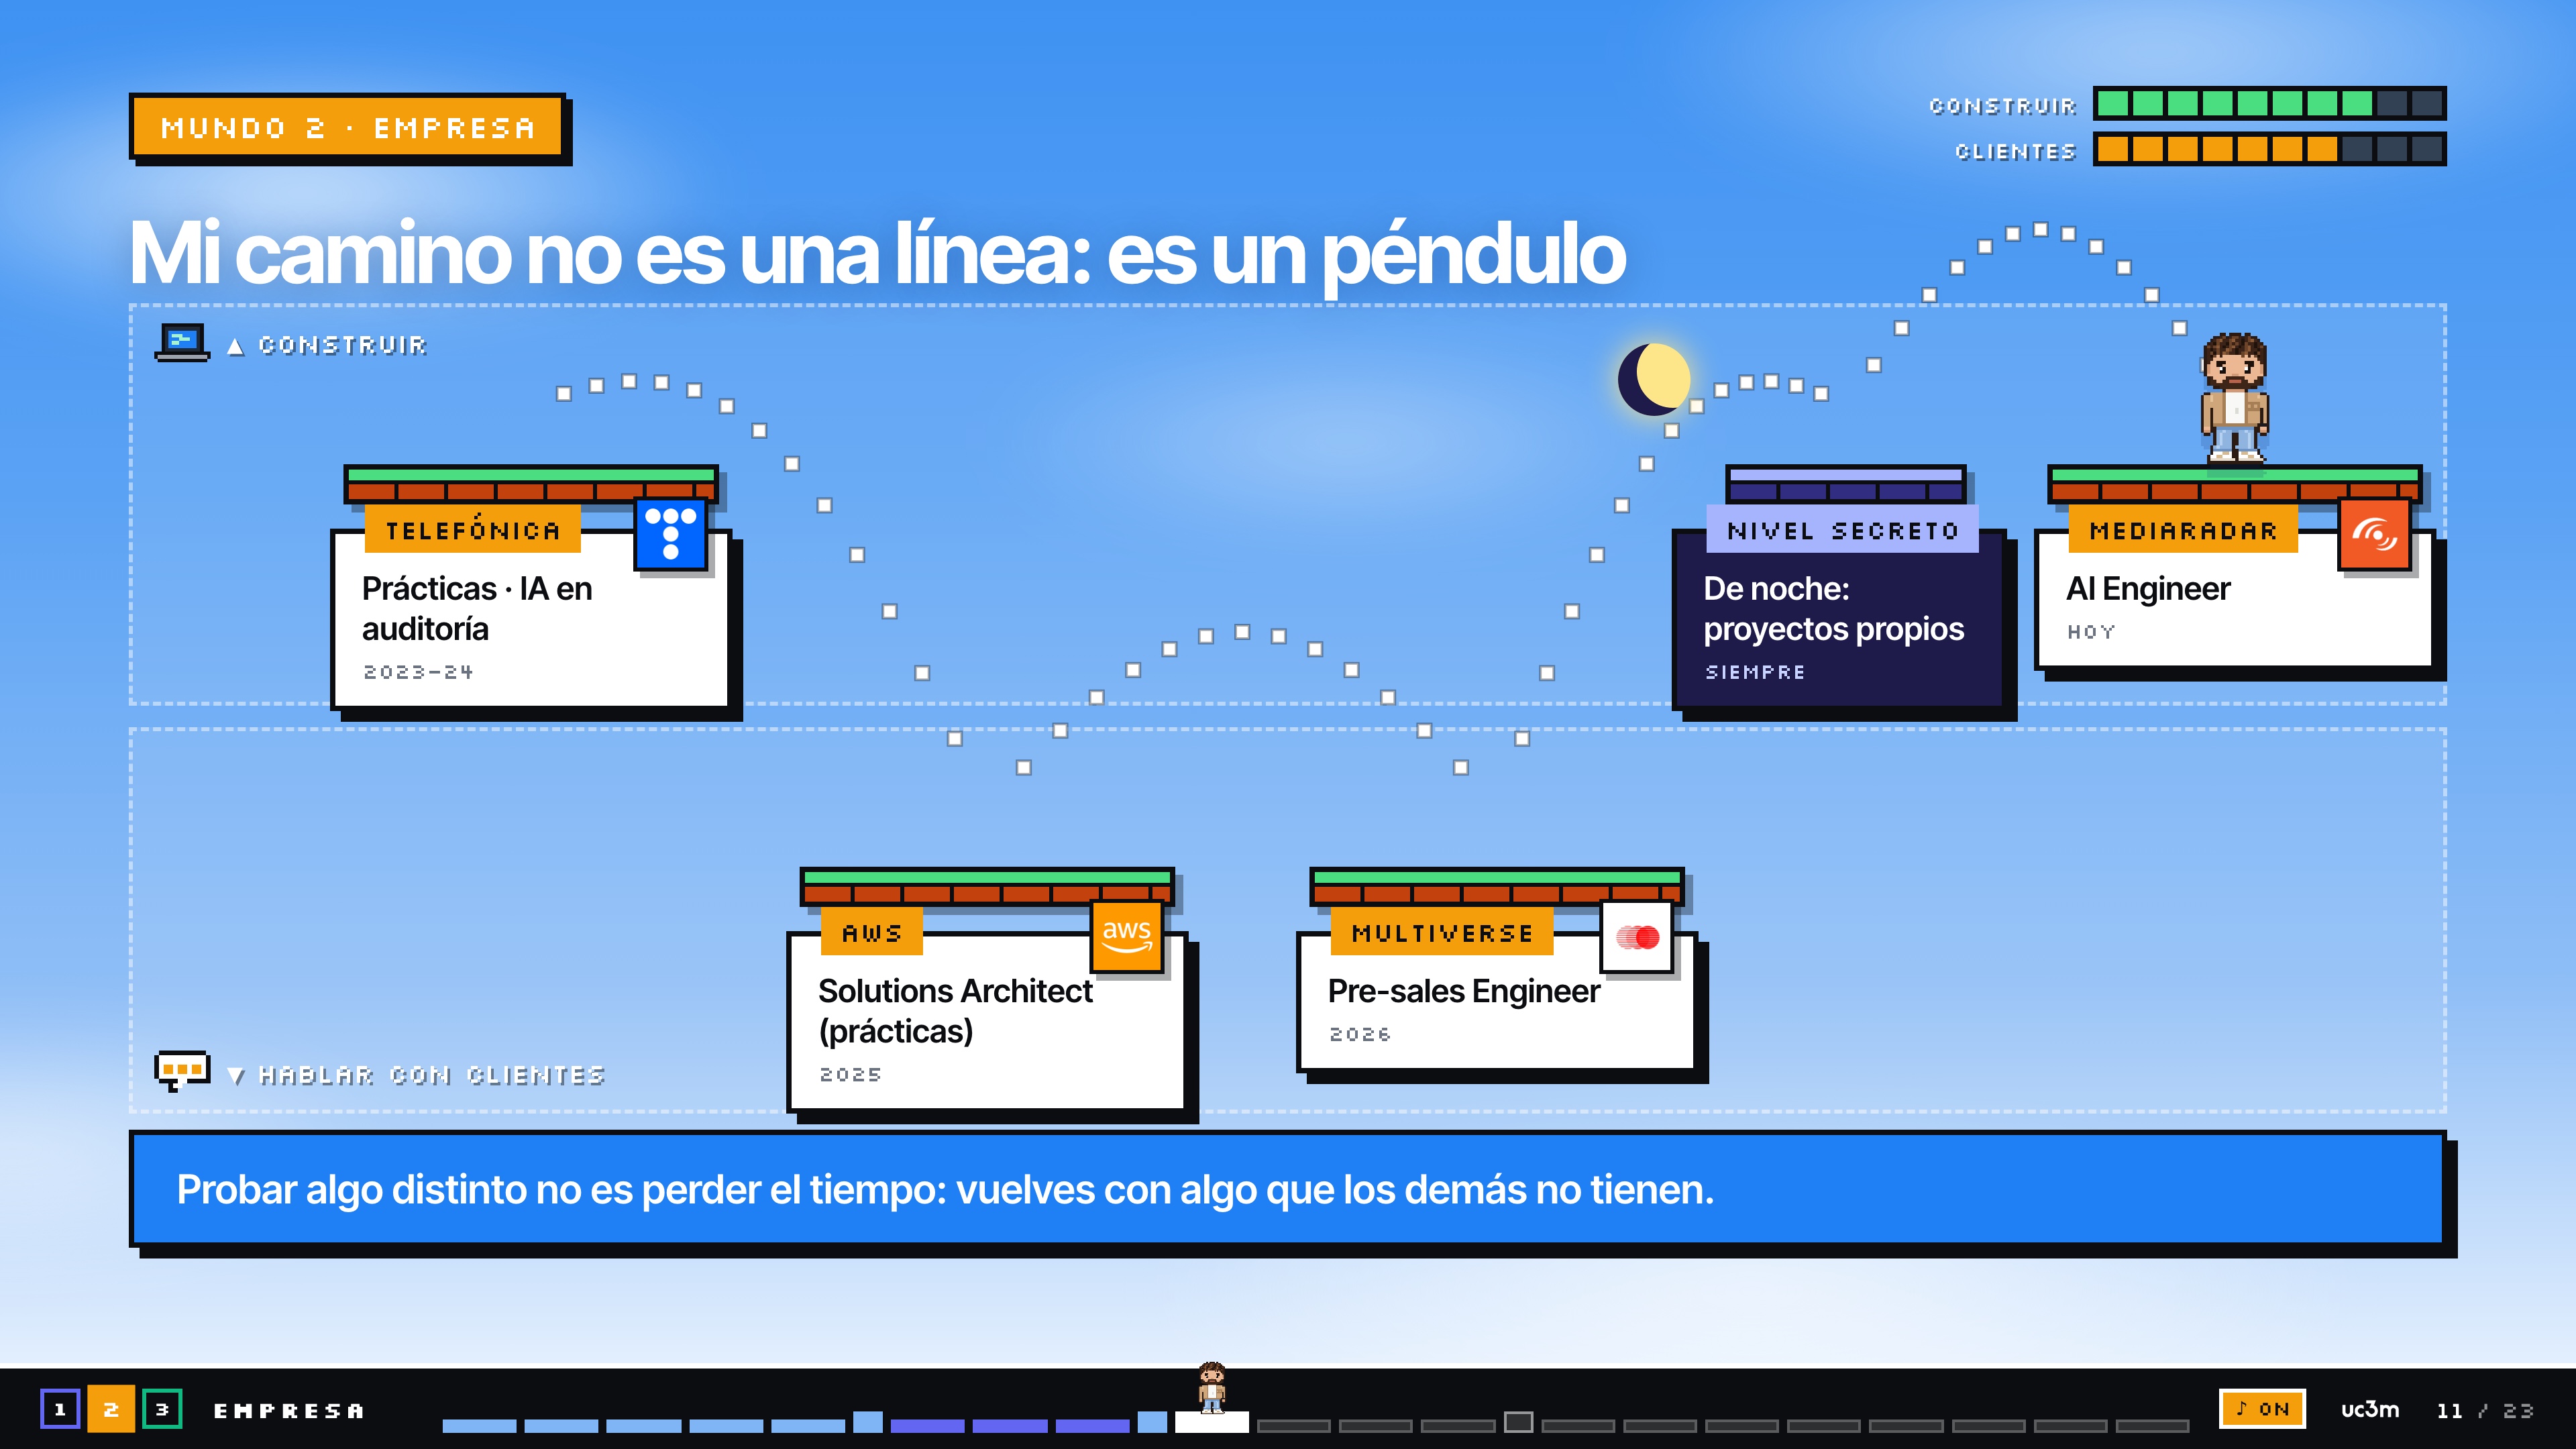 MUNDO 2 · EMPRESA
CONSTRUIR
CLIENTES
Mi camino no es una línea: es un péndulo
▲ CONSTRUIR
TELEFÓNICA
Prácticas · IA en
auditoría
2023-24
NIVEL SECRETO
De noche:
proyectos propios
SIEMPRE
MEDIARADAR
AI Engineer
HOY
AWS
aws
Solutions Architect
(prácticas)
2025
MULTIVERSE
Pre-sales Engineer
2026
▼ HABLAR CON CLIENTES
Probar algo distinto no es perder el tiempo: vuelves con algo que los demás no tienen.
1 2 3 EMPRESA
♪ ON
uc3m
11 / 23